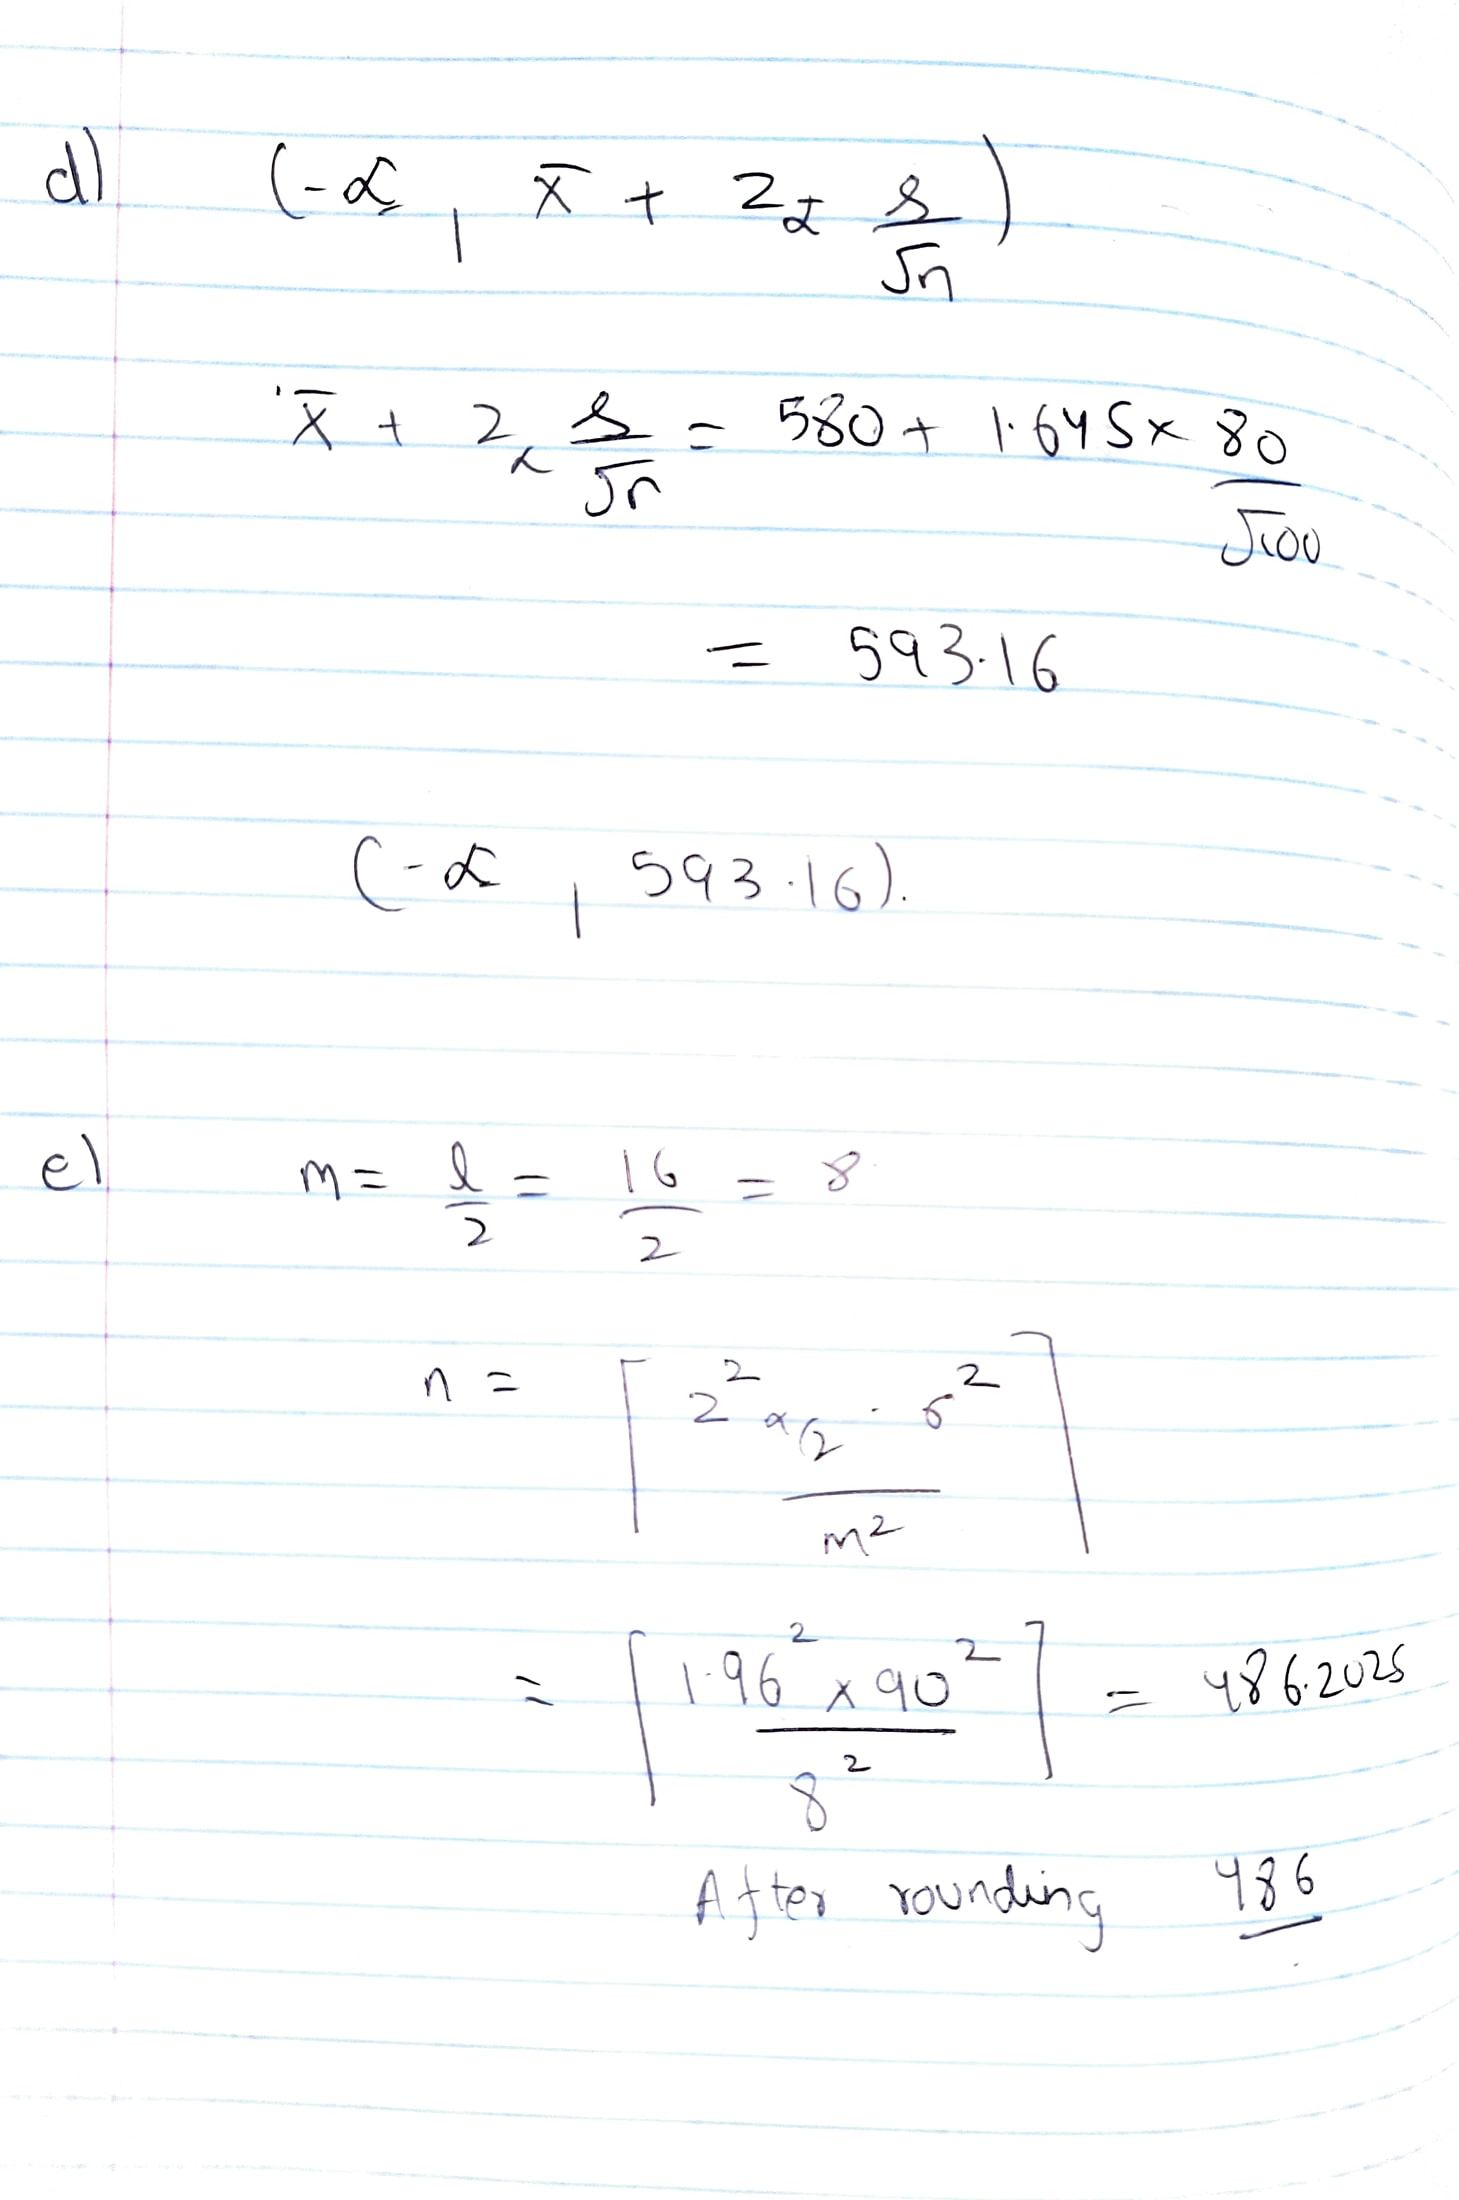 d) (-∝, x̄ + z_α s/√n)
x̄ + z_α s/√n = 580 + 1.645 × 80/√100
= 593.16
(-∝, 593.16).
e) m = l/2 = 16/2 = 8
n = ⌈z²_α/2 · σ²/m²⌉
= ⌈1.96² × 90²/8²⌉ = 486.2025
After rounding 486